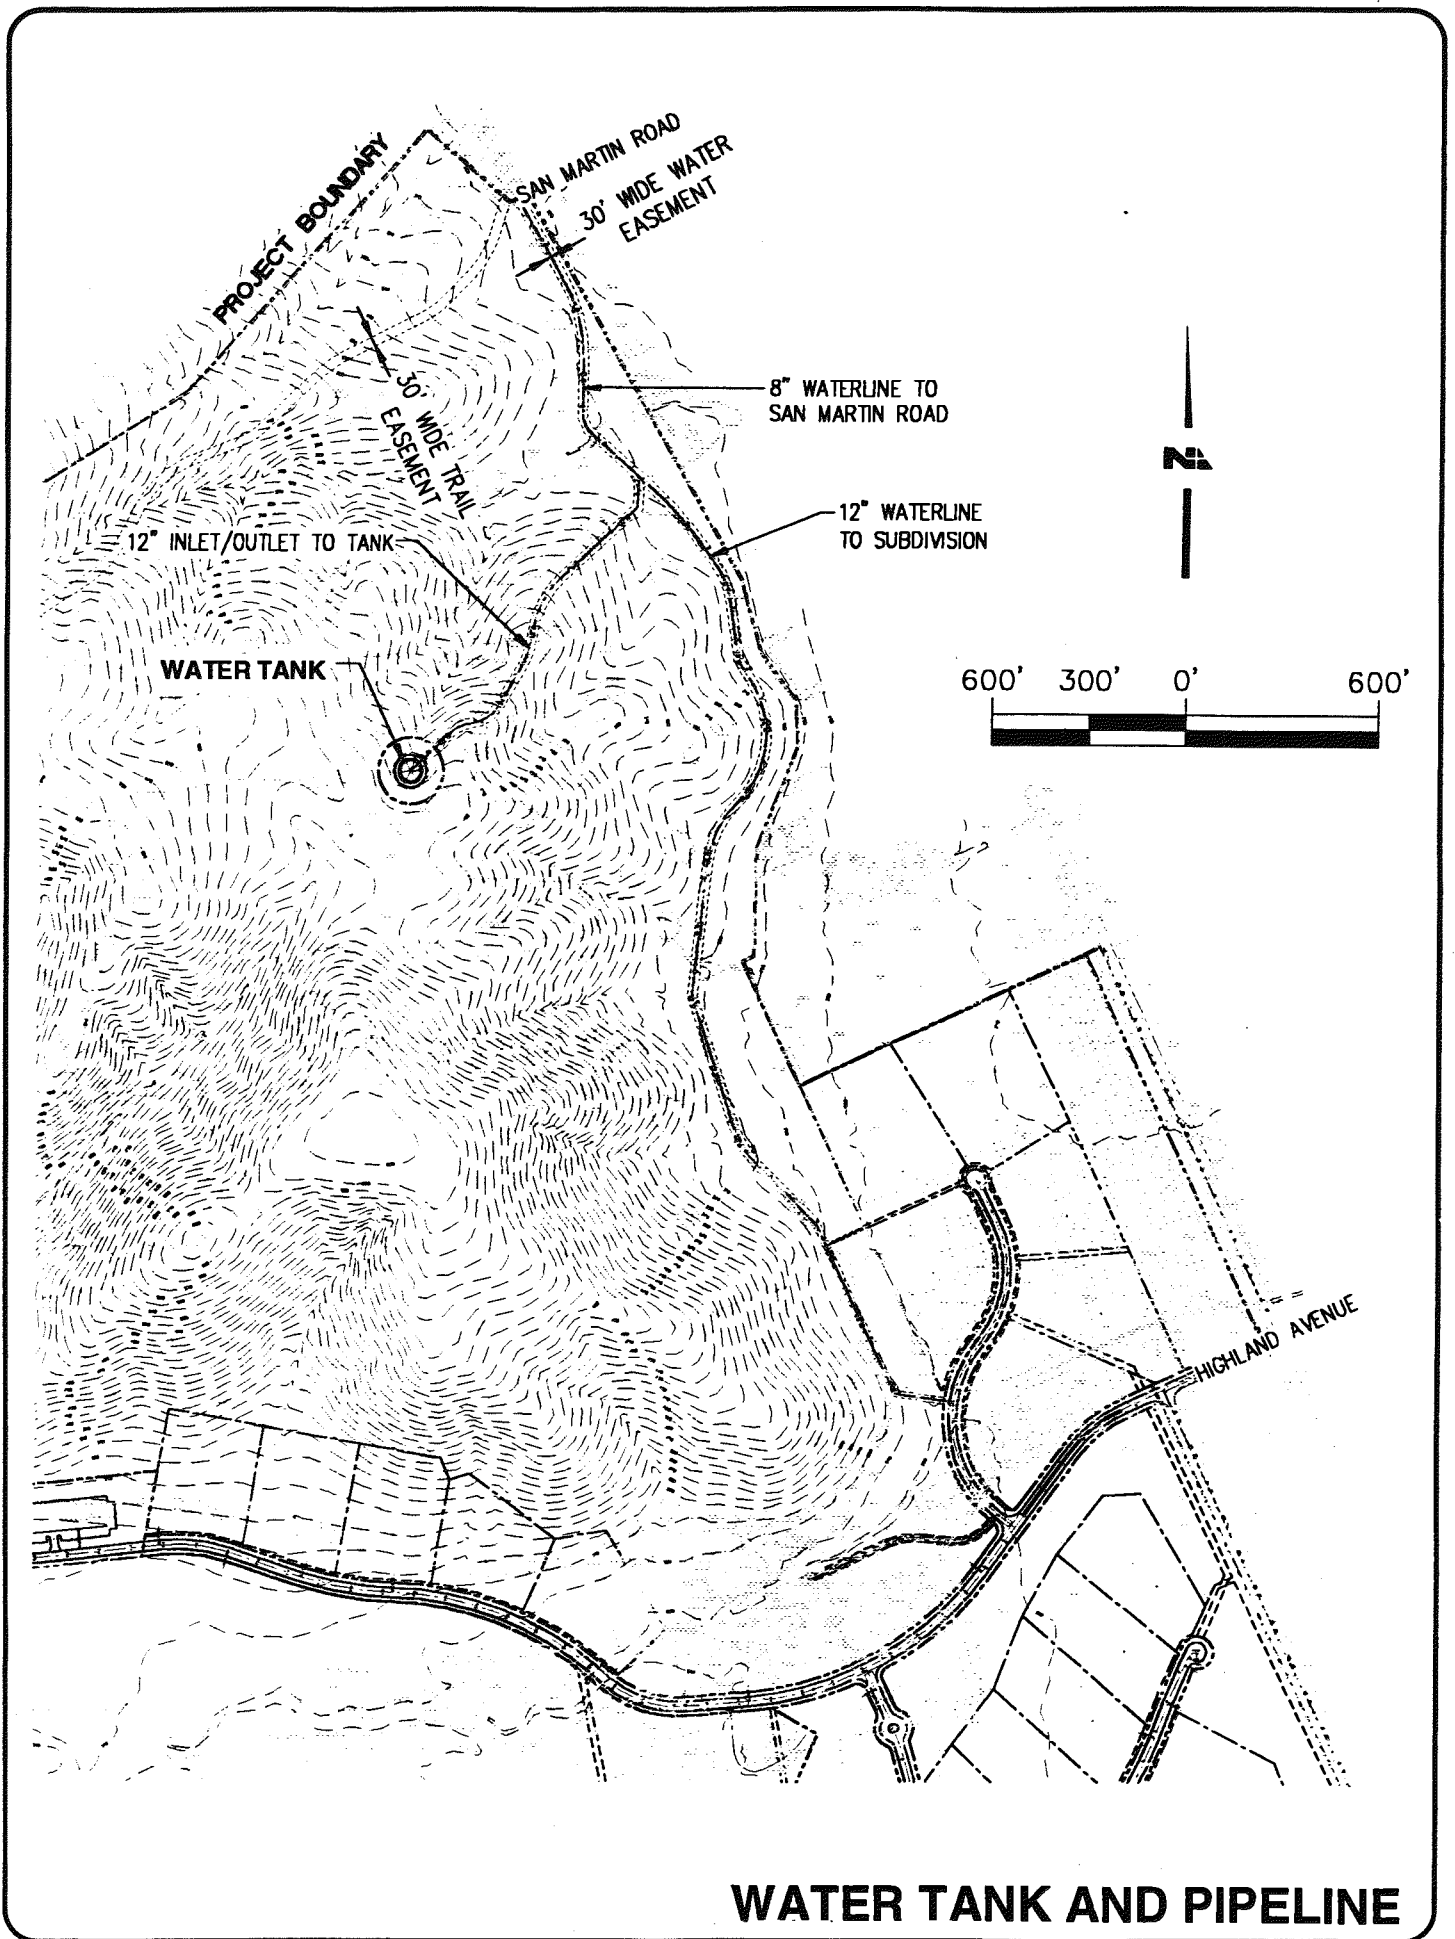 SAN MARTIN ROAD
30' WIDE WATER
EASEMENT
PROJECT BOUNDARY
8" WATERLINE TO
SAN MARTIN ROAD
30' WIDE TRAIL
EASEMENT
N
12" WATERLINE
TO SUBDIVISION
12" INLET/OUTLET TO TANK
WATER TANK
600' 300' 0' 600'
HIGHLAND AVENUE
WATER TANK AND PIPELINE